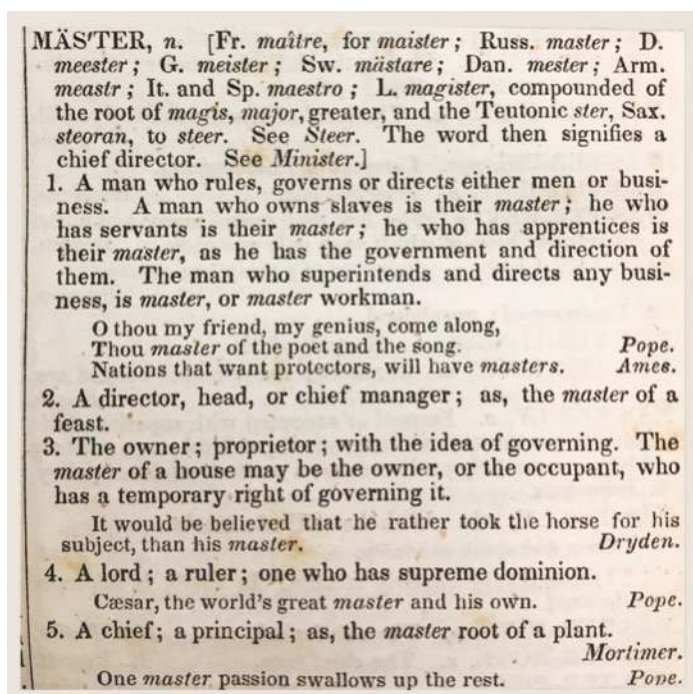 MÄS'TER, n. [Fr. maître, for maister; Russ. master; D.
meester; G. meister; Sw. mästare; Dan. mester; Arm.
meastr; It. and Sp. maestro; L. magister, compounded of
the root of magis, major, greater, and the Teutonic ster, Sax.
steoran, to steer. See Steer. The word then signifies a
chief director. See Minister.]
1. A man who rules, governs or directs either men or busi-
ness. A man who owns slaves is their master; he who
has servants is their master; he who has apprentices is
their master, as he has the government and direction of
them. The man who superintends and directs any busi-
ness, is master, or master workman.
O thou my friend, my genius, come along,
Thou master of the poet and the song. Pope.
Nations that want protectors, will have masters. Ames.
2. A director, head, or chief manager; as, the master of a
feast.
3. The owner; proprietor; with the idea of governing. The
master of a house may be the owner, or the occupant, who
has a temporary right of governing it.
It would be believed that he rather took the horse for his
subject, than his master. Dryden.
4. A lord; a ruler; one who has supreme dominion.
Cæsar, the world's great master and his own. Pope.
5. A chief; a principal; as, the master root of a plant.
Mortimer.
One master passion swallows up the rest. Pope.